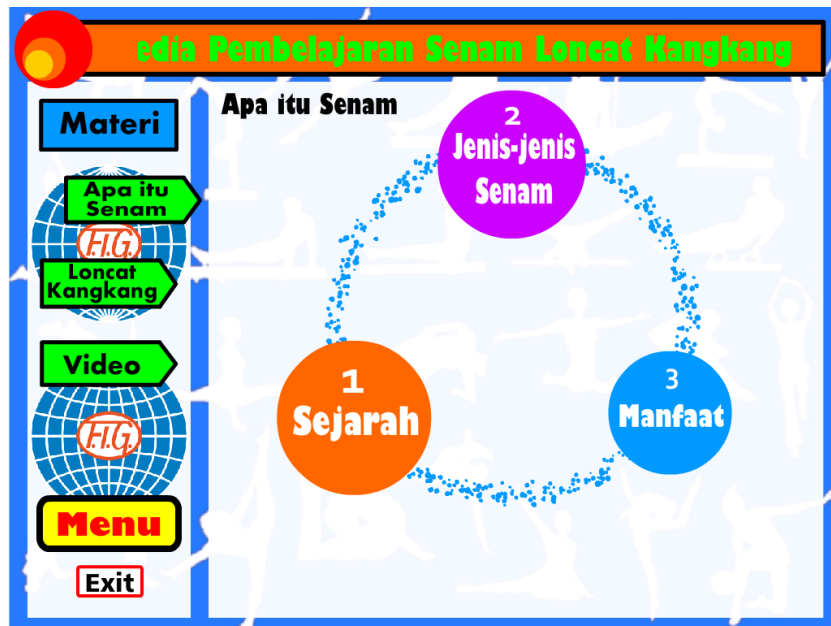 edia Pembelajaran Senam Loncat Kangkang
Materi
Apa itu
Senam
F.I.G.
Loncat
Kangkang
Video
F.I.G.
Menu
Exit
Apa itu Senam
2
Jenis-jenis
Senam
1
Sejarah
3
Manfaat